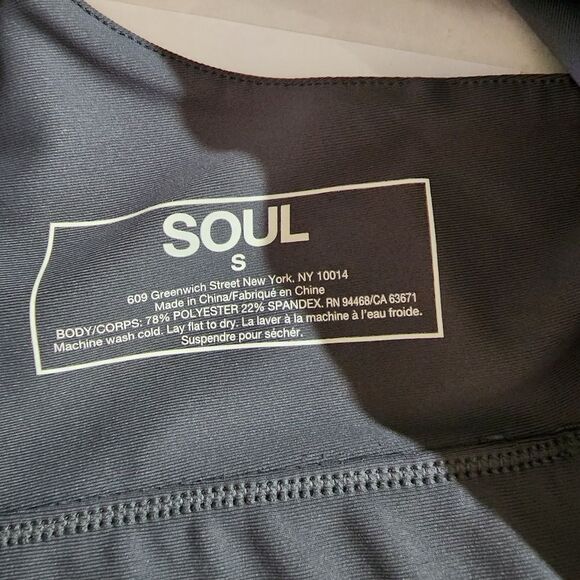 SOUL
S
609 Greenwich Street New York, NY 10014
Made in China/Fabriqué en Chine
BODY/CORPS: 78% POLYESTER 22% SPANDEX. RN 94468/CA 63671
Machine wash cold. Lay flat to dry. La laver à la machine à l'eau froide.
Suspendre pour séchér.